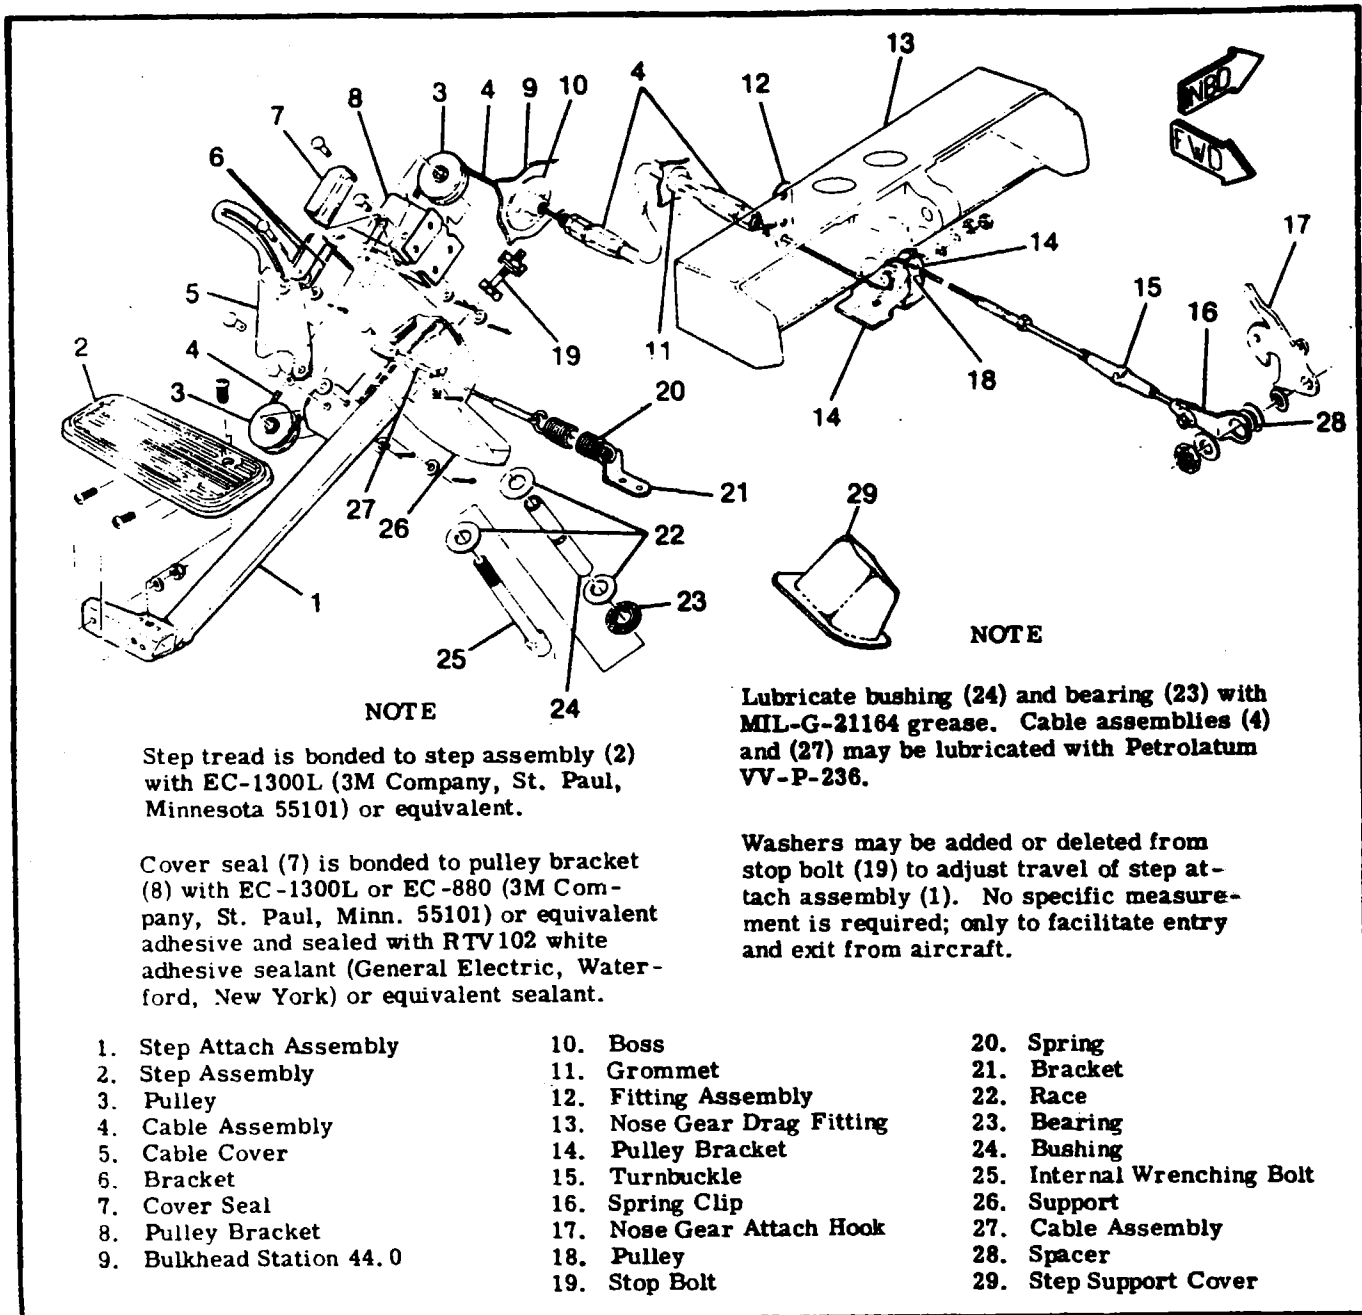 13
4
12
3
4
9
10
8
7
6
INBD
FWD
17
14
5
15
16
19
11
2
18
4
20
14
3
28
21
29
27
26
22
1
23
25
24
NOTE
Step tread is bonded to step assembly (2)
with EC-1300L (3M Company, St. Paul,
Minnesota 55101) or equivalent.
Cover seal (7) is bonded to pulley bracket
(8) with EC-1300L or EC-880 (3M Com-
pany, St. Paul, Minn. 55101) or equivalent
adhesive and sealed with RTV102 white
adhesive sealant (General Electric, Water-
ford, New York) or equivalent sealant.
NOTE
Lubricate bushing (24) and bearing (23) with
MIL-G-21164 grease. Cable assemblies (4)
and (27) may be lubricated with Petrolatum
VV-P-236.
Washers may be added or deleted from
stop bolt (19) to adjust travel of step at-
tach assembly (1). No specific measure-
ment is required; only to facilitate entry
and exit from aircraft.
1. Step Attach Assembly
2. Step Assembly
3. Pulley
4. Cable Assembly
5. Cable Cover
6. Bracket
7. Cover Seal
8. Pulley Bracket
9. Bulkhead Station 44.0
10. Boss
11. Grommet
12. Fitting Assembly
13. Nose Gear Drag Fitting
14. Pulley Bracket
15. Turnbuckle
16. Spring Clip
17. Nose Gear Attach Hook
18. Pulley
19. Stop Bolt
20. Spring
21. Bracket
22. Race
23. Bearing
24. Bushing
25. Internal Wrenching Bolt
26. Support
27. Cable Assembly
28. Spacer
29. Step Support Cover